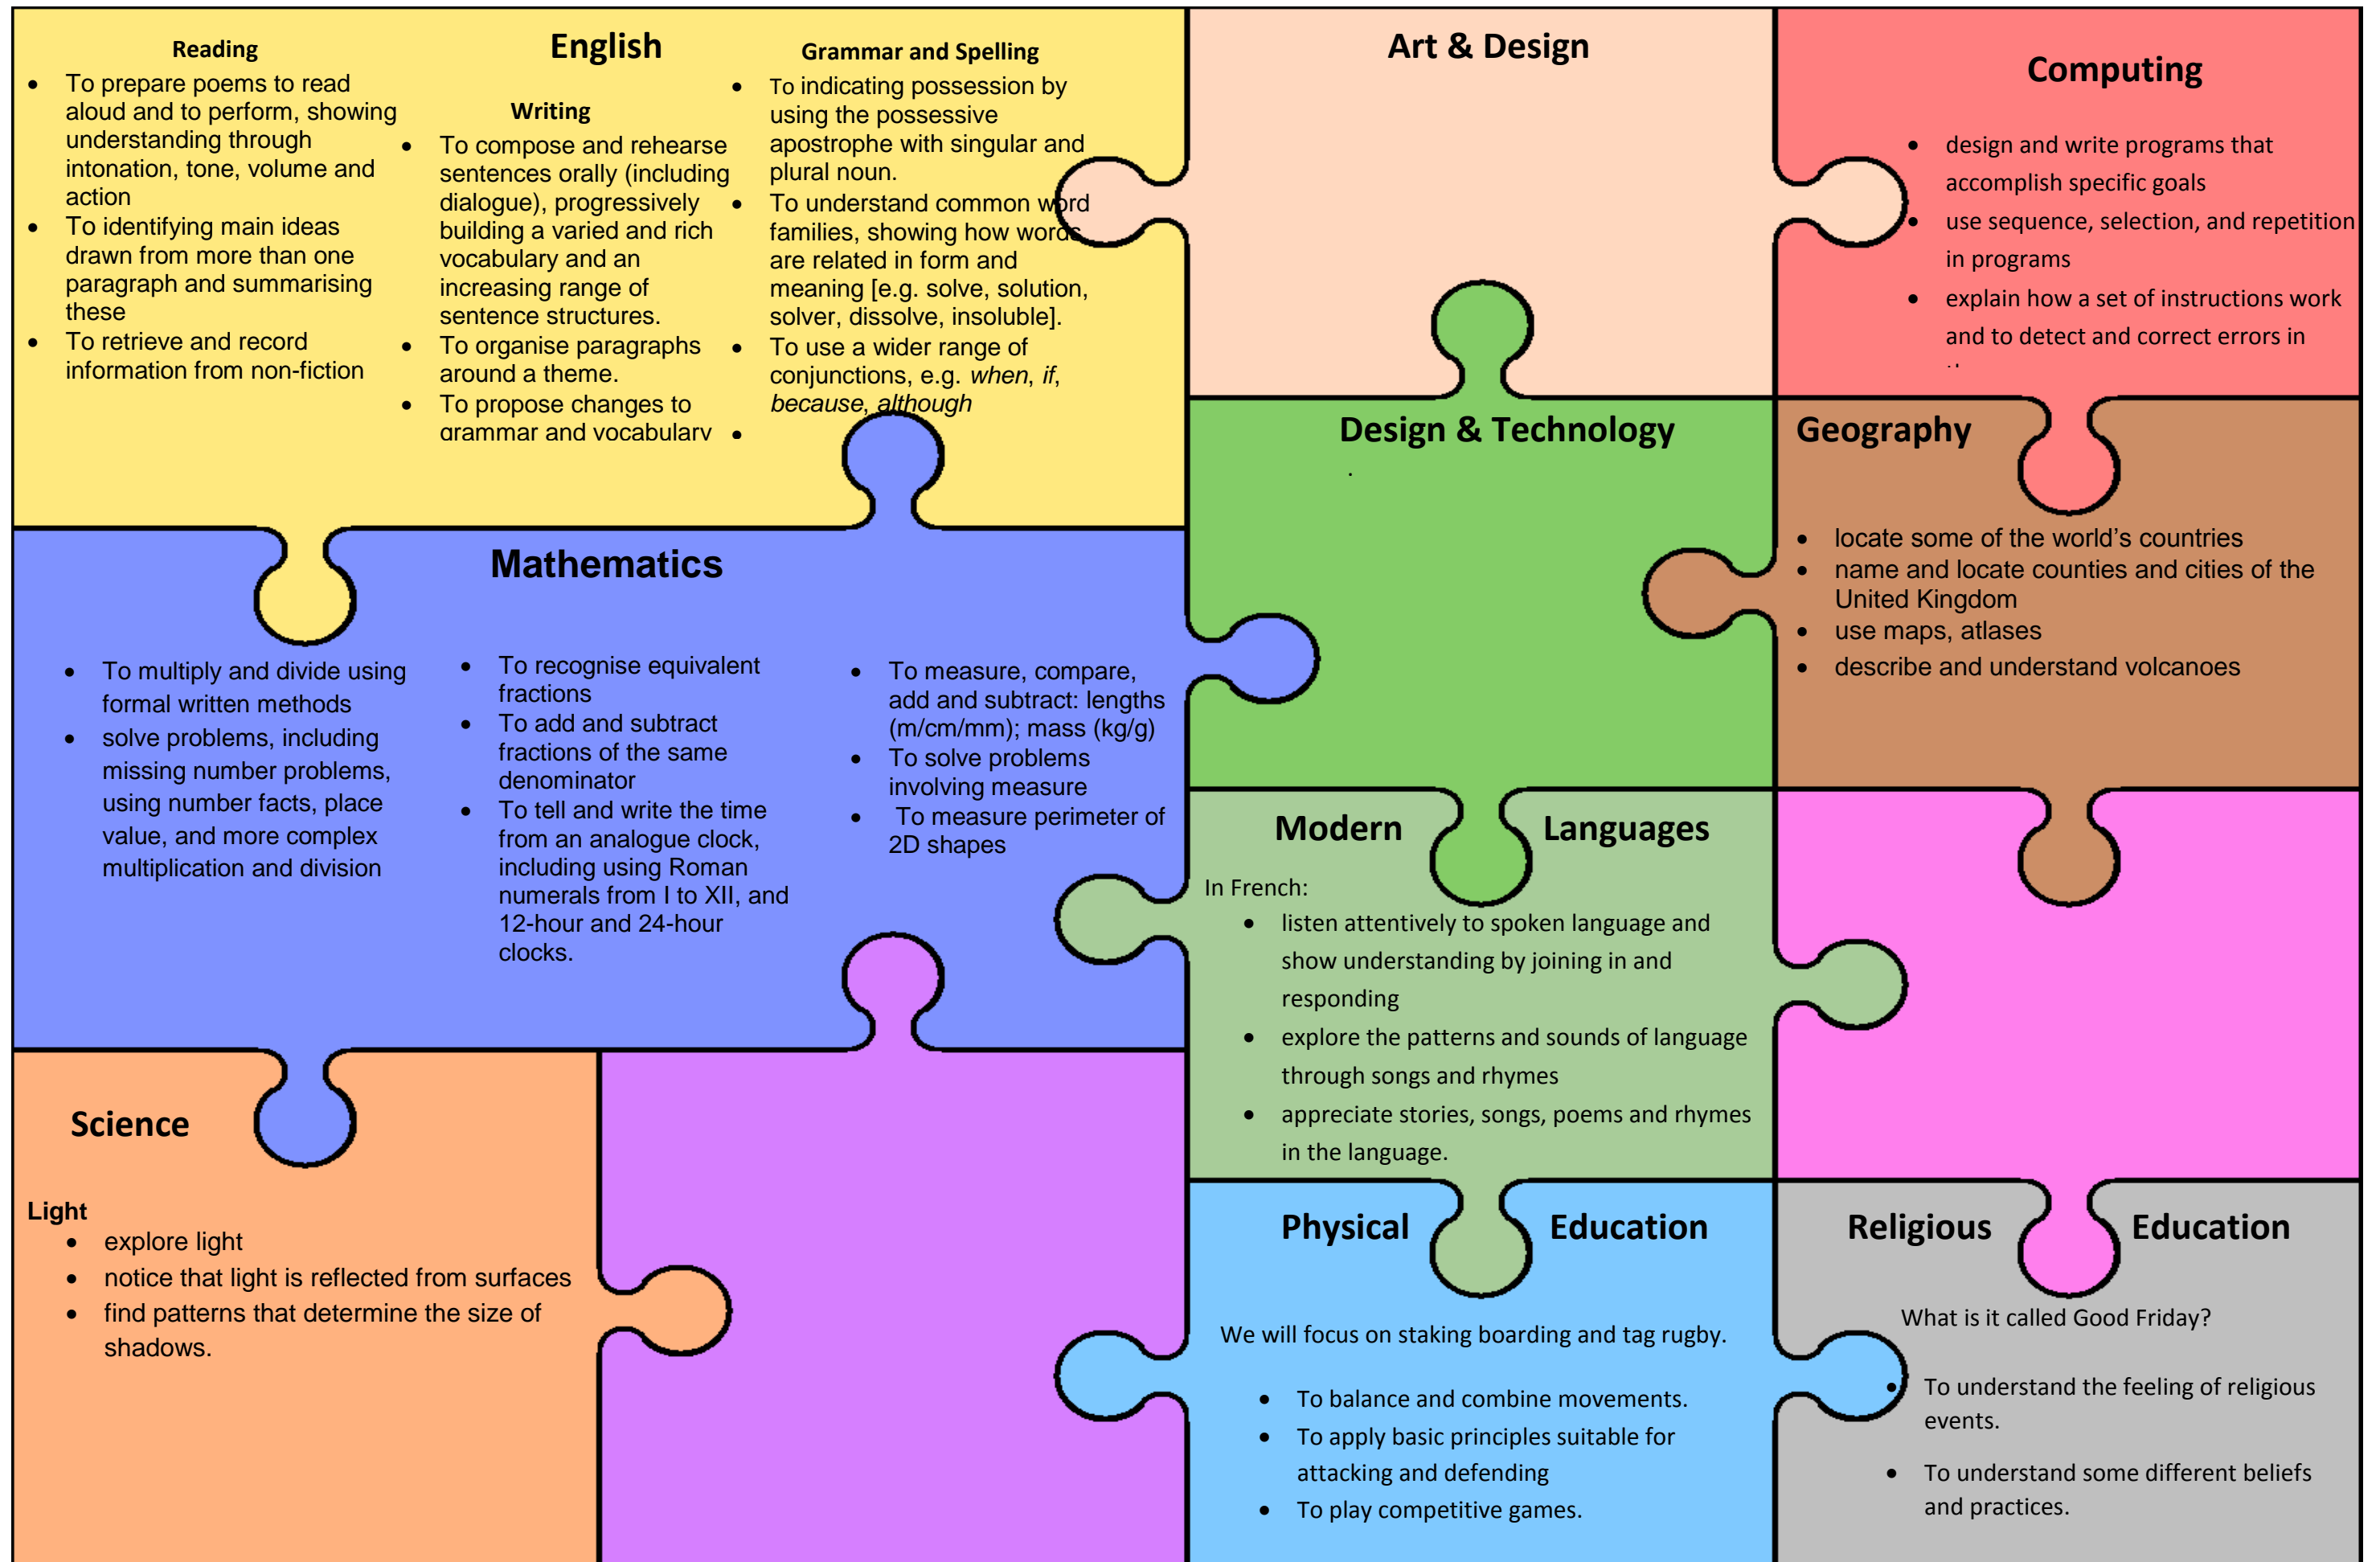 English
Reading
• To prepare poems to read
aloud and to perform, showing
understanding through
intonation, tone, volume and
action
• To identifying main ideas
drawn from more than one
paragraph and summarising
these
• To retrieve and record
information from non-fiction
Writing
• To compose and rehearse
sentences orally (including
dialogue), progressively
building a varied and rich
vocabulary and an
increasing range of
sentence structures.
• To organise paragraphs
around a theme.
• To propose changes to
grammar and vocabulary
Grammar and Spelling
• To indicating possession by
using the possessive
apostrophe with singular and
plural noun.
• To understand common word
families, showing how words
are related in form and
meaning [e.g. solve, solution,
solver, dissolve, insoluble].
• To use a wider range of
conjunctions, e.g. when, if,
because, although
•
Art & Design
Computing
• design and write programs that
accomplish specific goals
• use sequence, selection, and repetition
in programs
• explain how a set of instructions work
and to detect and correct errors in
Design & Technology
.
Geography
• locate some of the world's countries
• name and locate counties and cities of the
United Kingdom
• use maps, atlases
• describe and understand volcanoes
Mathematics
• To multiply and divide using
formal written methods
• solve problems, including
missing number problems,
using number facts, place
value, and more complex
multiplication and division
• To recognise equivalent
fractions
• To add and subtract
fractions of the same
denominator
• To tell and write the time
from an analogue clock,
including using Roman
numerals from I to XII, and
12-hour and 24-hour
clocks.
• To measure, compare,
add and subtract: lengths
(m/cm/mm); mass (kg/g)
• To solve problems
involving measure
• To measure perimeter of
2D shapes
Modern Languages
In French:
• listen attentively to spoken language and
show understanding by joining in and
responding
• explore the patterns and sounds of language
through songs and rhymes
• appreciate stories, songs, poems and rhymes
in the language.
Science
Light
• explore light
• notice that light is reflected from surfaces
• find patterns that determine the size of
shadows.
Physical Education
We will focus on staking boarding and tag rugby.
• To balance and combine movements.
• To apply basic principles suitable for
attacking and defending
• To play competitive games.
Religious Education
What is it called Good Friday?
• To understand the feeling of religious
events.
• To understand some different beliefs
and practices.